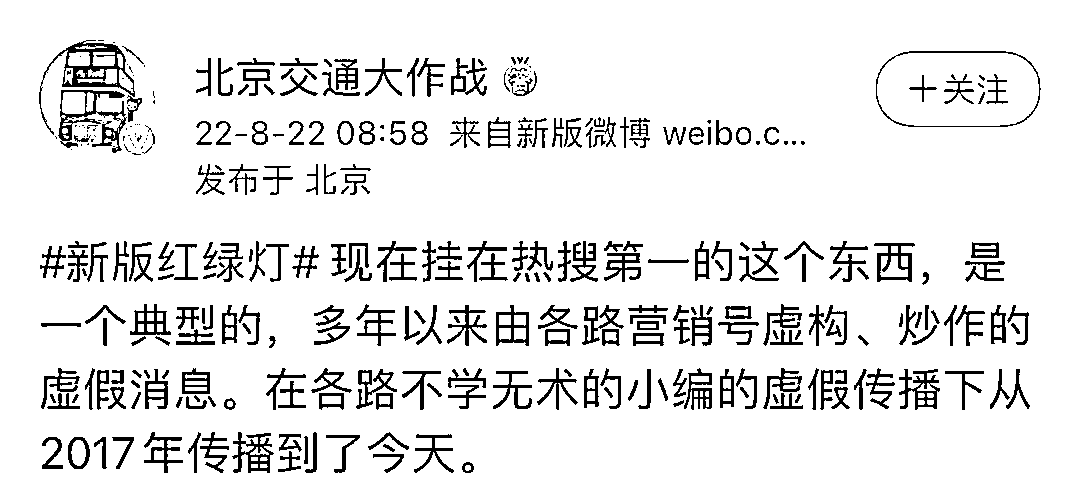 北京交通大作战
+关注
22-8-22 08:58 来自新版微博 weibo.c...
发布于 北京
#新版红绿灯# 现在挂在热搜第一的这个东西，是
一个典型的，多年以来由各路营销号虚构、炒作的
虚假消息。在各路不学无术的小编的虚假传播下从
2017年传播到了今天。